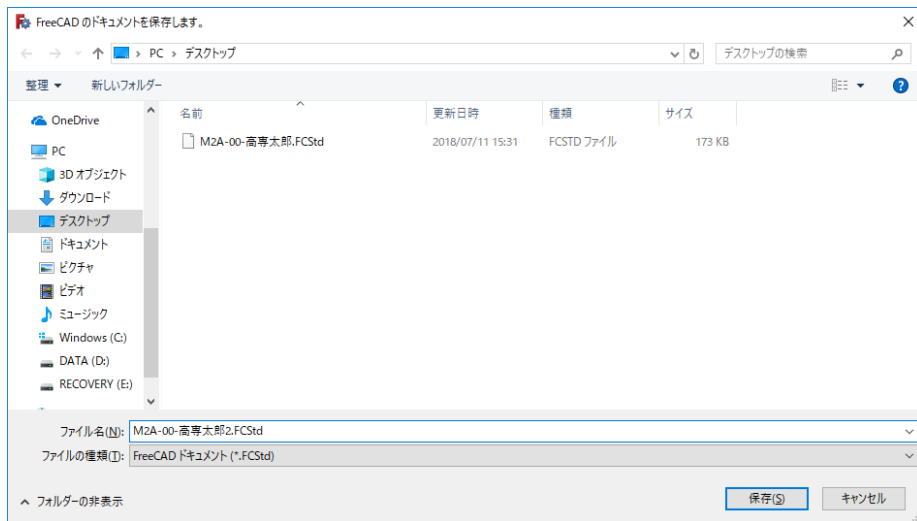 FreeCAD のドキュメントを保存します。
PC › デスクトップ
デスクトップの検索
整理
新しいフォルダー
名前 更新日時 種類 サイズ
M2A-00-高専太郎.FCStd 2018/07/11 15:31 FCSTD ファイル 173 KB
OneDrive
PC
3D オブジェクト
ダウンロード
デスクトップ
ドキュメント
ピクチャ
ビデオ
ミュージック
Windows (C:)
DATA (D:)
RECOVERY (E:)
ファイル名(N): M2A-00-高専太郎2.FCStd
ファイルの種類(T): FreeCAD ドキュメント (*.FCStd)
フォルダーの非表示
保存(S)
キャンセル